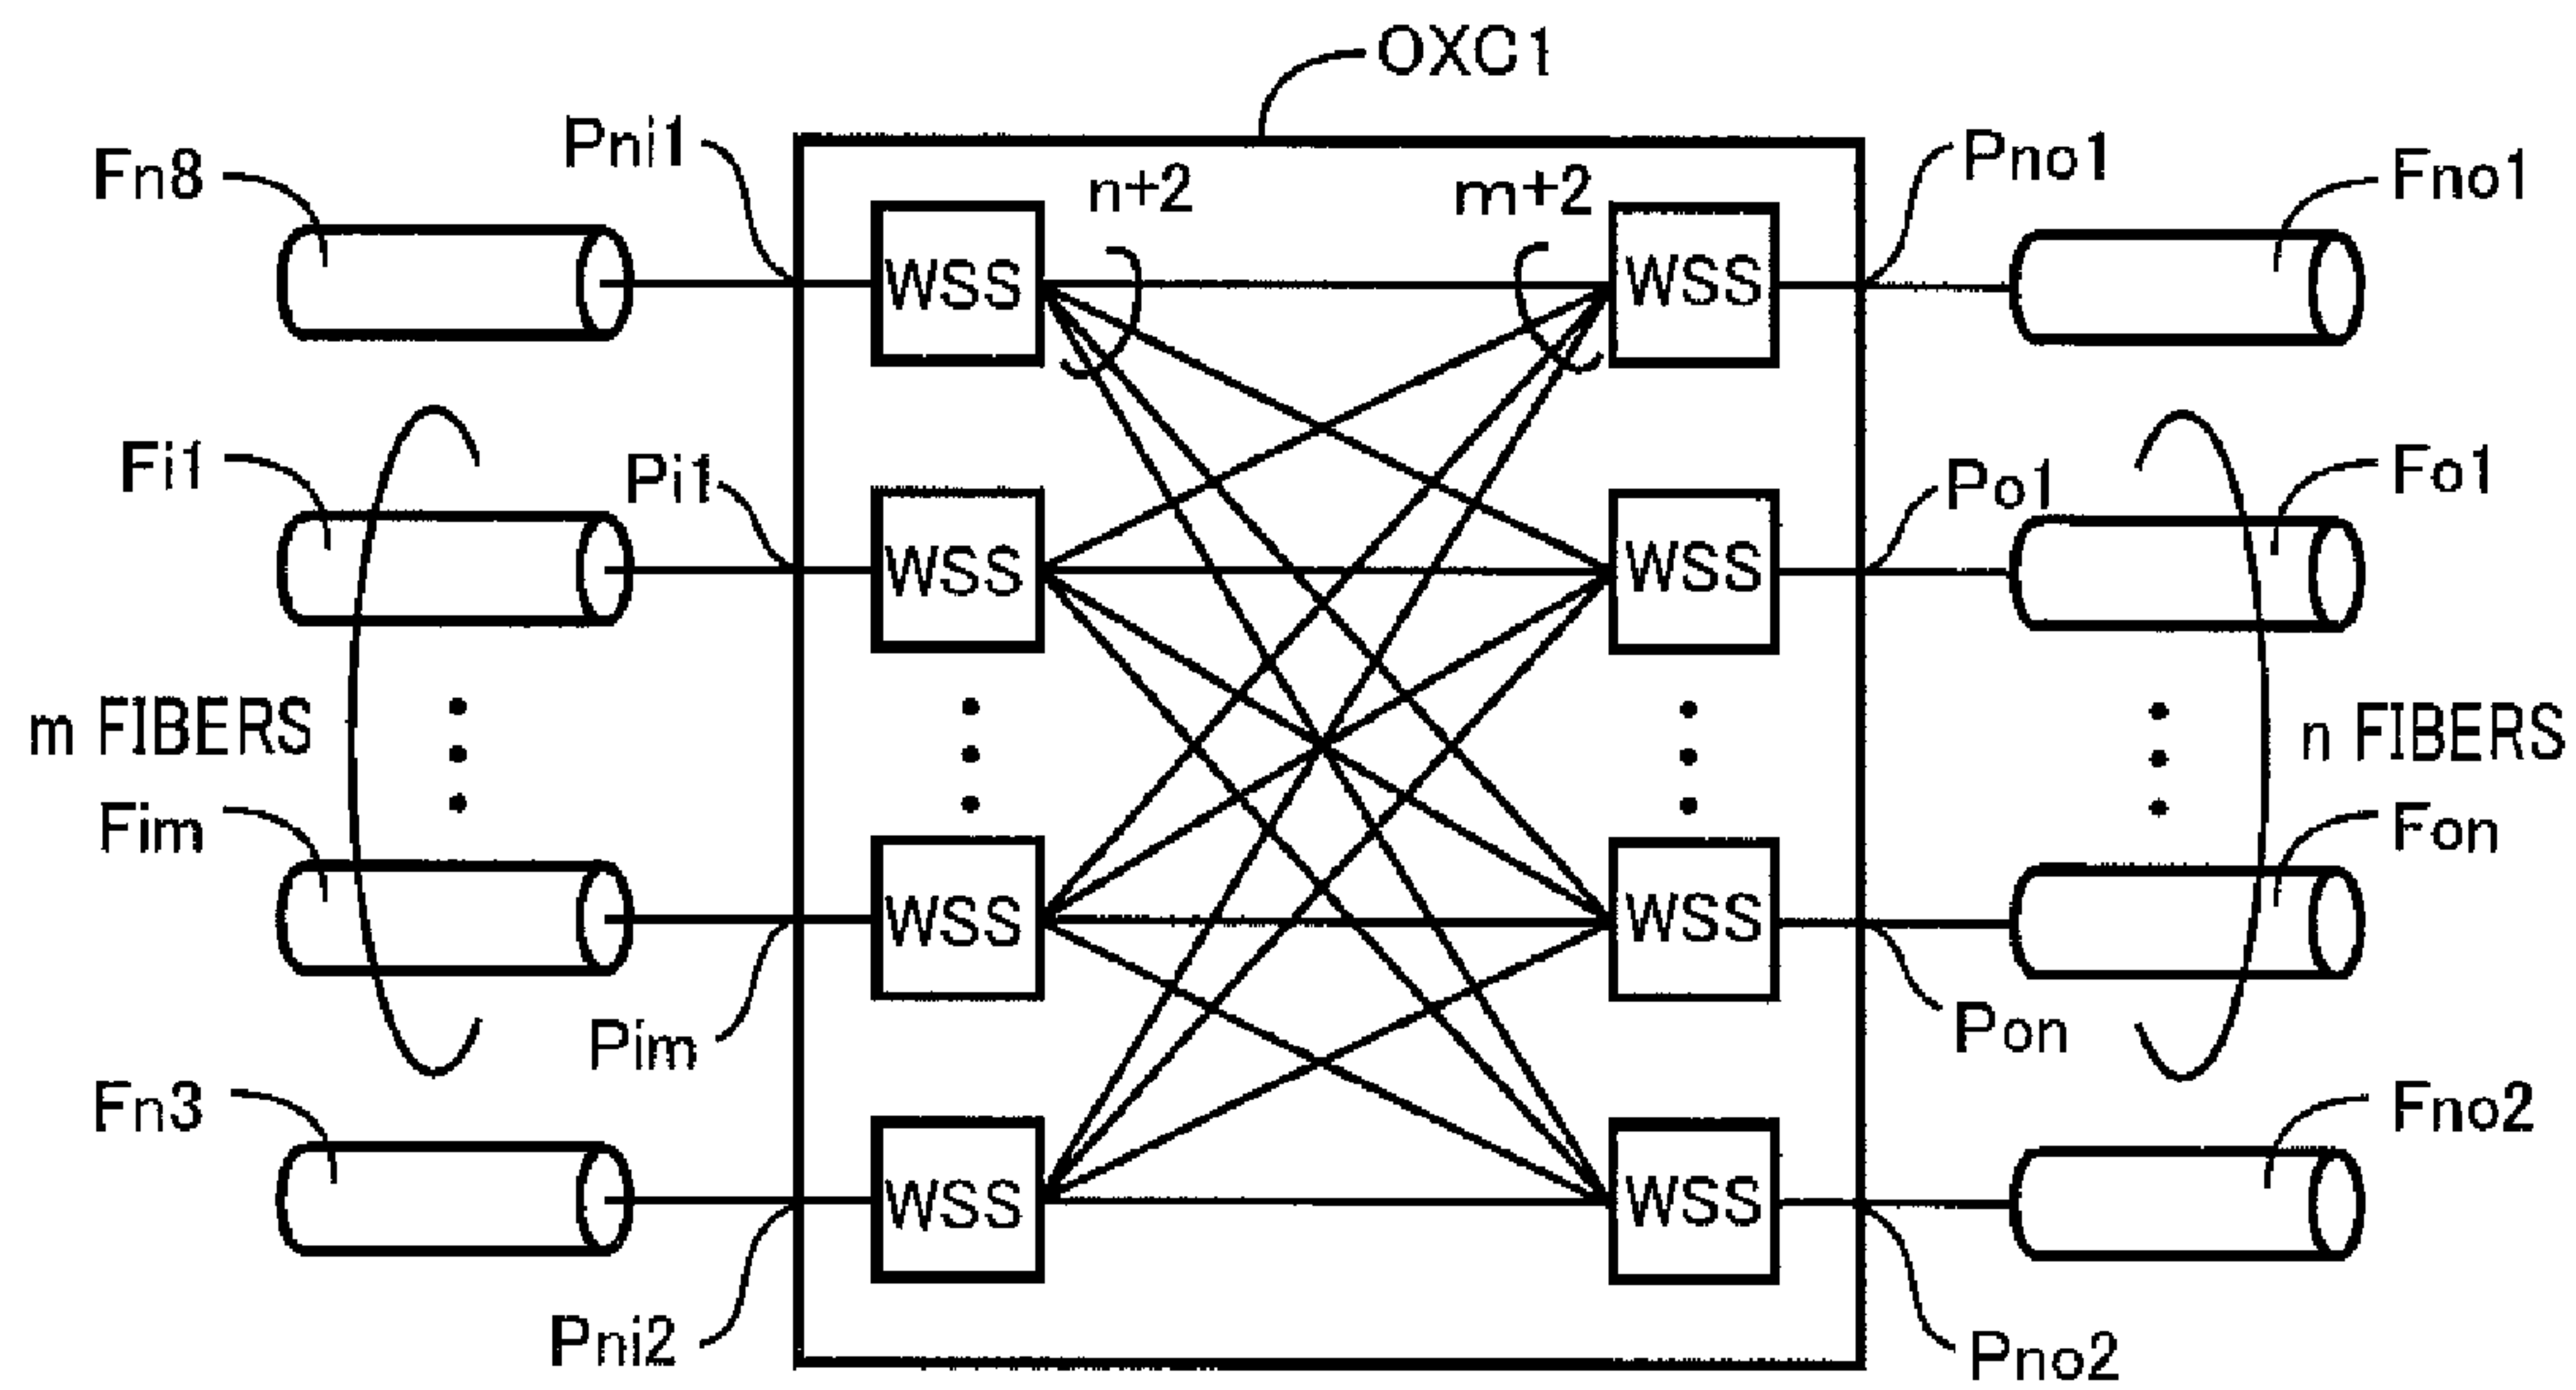 OXC1
Pni1
Pno1
Fn8
n+2
m+2
Fno1
WSS
WSS
Fi1
Pi1
Po1
Fo1
WSS
WSS
m FIBERS
n FIBERS
Fim
Fon
WSS
WSS
Pim
Pon
Fn3
Fno2
WSS
WSS
Pni2
Pno2